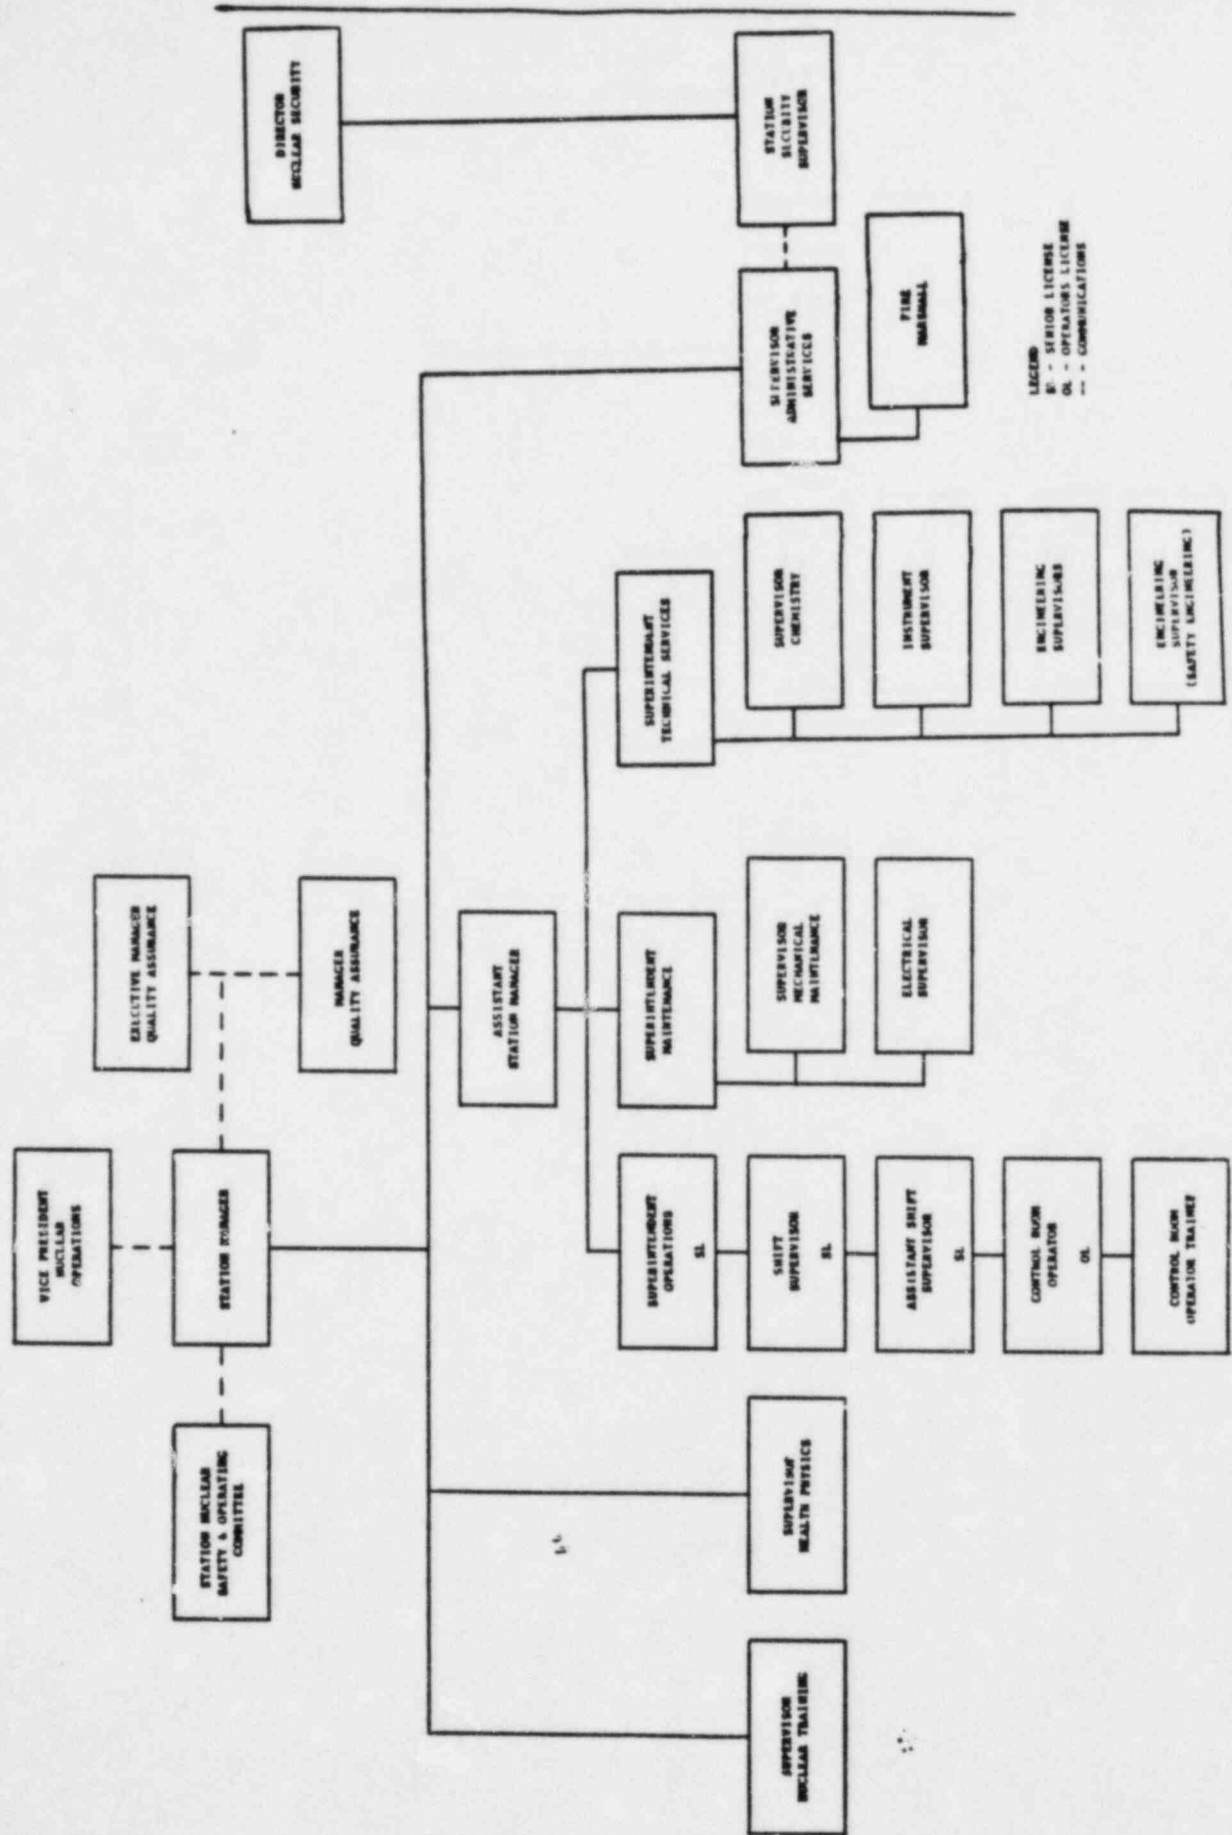 VICE PRESIDENT
NUCLEAR
OPERATIONS
STATION NUCLEAR
SAFETY & OPERATING
COMMITTEE
STATION MANAGER
EXECUTIVE MANAGER
QUALITY ASSURANCE
MANAGER
QUALITY ASSURANCE
DIRECTOR
NUCLEAR SECURITY
ASSISTANT
STATION MANAGER
SUPERVISOR
NUCLEAR TRAINING
SUPERVISOR
HEALTH PHYSICS
SUPERINTENDENT
OPERATIONS
SL
SHIFT
SUPERVISOR
SL
ASSISTANT SHIFT
SUPERVISOR
SL
CONTROL ROOM
OPERATOR
OL
CONTROL ROOM
OPERATOR TRAINEE
SUPERINTENDENT
MAINTENANCE
SUPERVISOR
MECHANICAL
MAINTENANCE
ELECTRICAL
SUPERVISOR
SUPERINTENDENT
TECHNICAL SERVICES
SUPERVISOR
CHEMISTRY
INSTRUMENT
SUPERVISOR
ENGINEERING
SUPERVISORS
ENGINEERING
SUPERVISOR
(SAFETY ENGINEERING)
SUPERVISOR
ADMINISTRATIVE
SERVICES
FIRE
MARSHALL
STATION
SECURITY
SUPERVISOR
LEGEND
SL - SENIOR LICENSE
OL - OPERATORS LICENSE
-- - COMMUNICATIONS